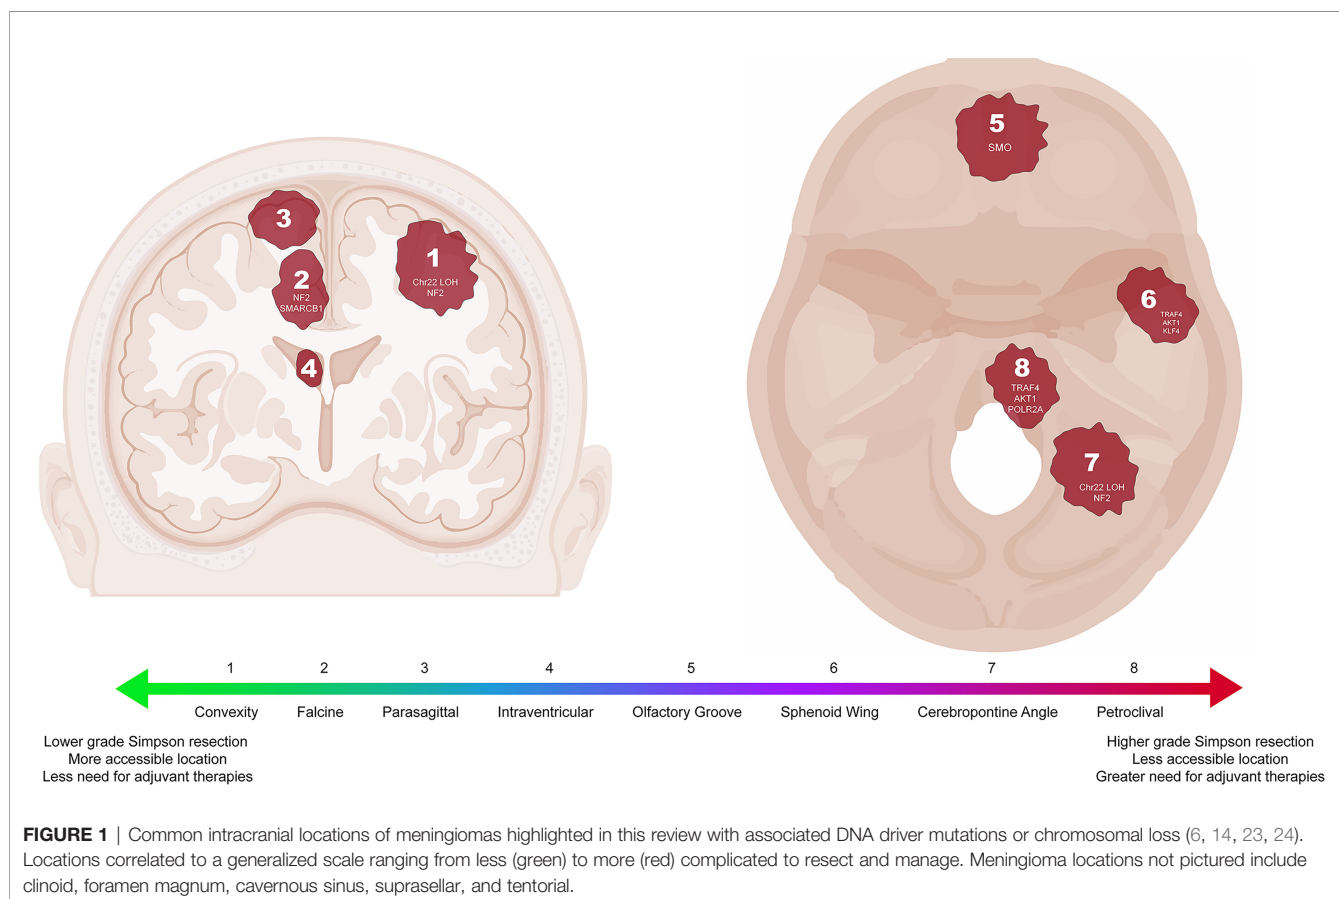 3
2
NF2
SMARCB1
1
Chr22 LOH
NF2
4
5
SMO
6
TRAF4
AKT1
KLF4
8
TRAF4
AKT1
POLR2A
7
Chr22 LOH
NF2
1 2 3 4 5 6 7 8
Convexity Falcine Parasagittal Intraventricular Olfactory Groove Sphenoid Wing Cerebropontine Angle Petroclival
Lower grade Simpson resection
More accessible location
Less need for adjuvant therapies
Higher grade Simpson resection
Less accessible location
Greater need for adjuvant therapies
FIGURE 1 | Common intracranial locations of meningiomas highlighted in this review with associated DNA driver mutations or chromosomal loss (6, 14, 23, 24).
Locations correlated to a generalized scale ranging from less (green) to more (red) complicated to resect and manage. Meningioma locations not pictured include
clinoid, foramen magnum, cavernous sinus, suprasellar, and tentorial.